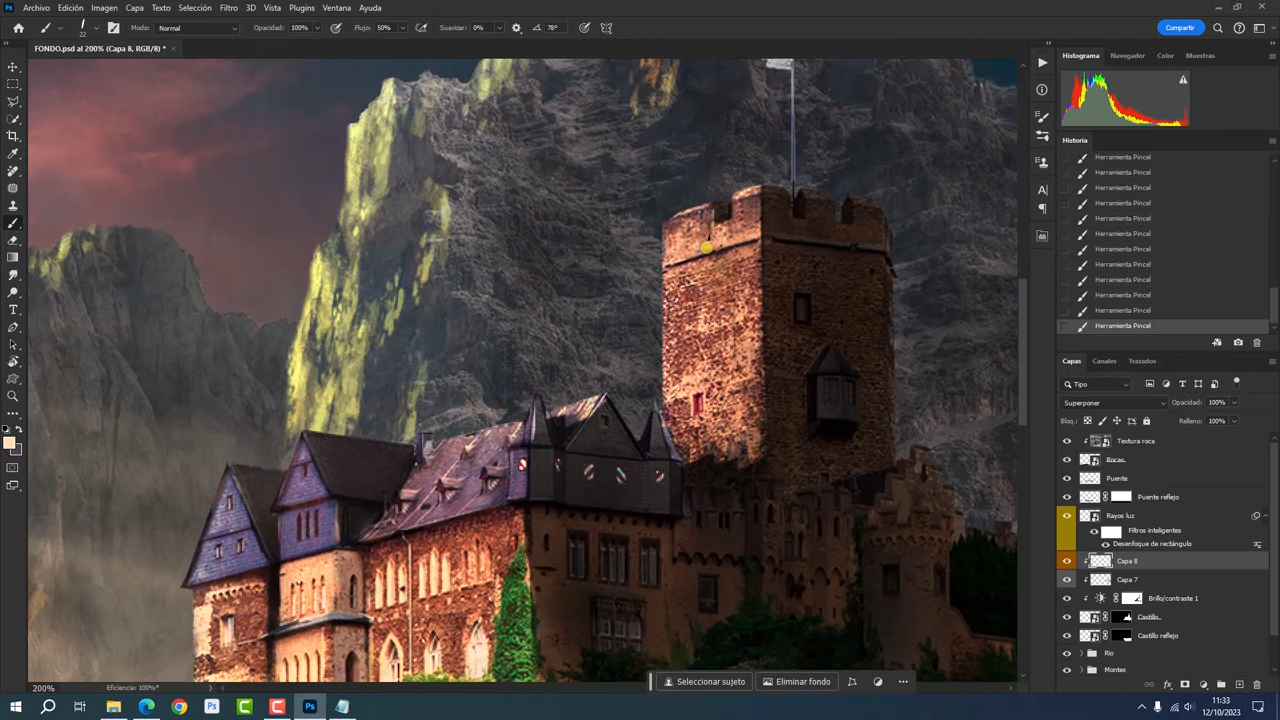 Archivo Edición Imagen Capa Texto Selección Filtro 3D Vista Plugins Ventana Ayuda
22 Modo: Normal Opacidad: 100% Flujo: 50% Suavizar: 0% 78° Compartir
FONDO.psd al 200% (Capa 8, RGB/8) *
Histograma Navegador Color Muestras
Historia
Herramienta Pincel
Herramienta Pincel
Herramienta Pincel
Herramienta Pincel
Herramienta Pincel
Herramienta Pincel
Herramienta Pincel
Herramienta Pincel
Herramienta Pincel
Herramienta Pincel
Herramienta Pincel
Herramienta Pincel
Capas Canales Trazados
Tipo
Superponer Opacidad: 100%
Bloq.: Relleno: 100%
Textura roca
Rocas
Puente
Puente reflejo
Rayos luz
Filtros inteligentes
Desenfoque de rectángulo
Capa 8
Capa 7
Brillo/contraste 1
Castillo
Castillo reflejo
Rio
Montes
Seleccionar sujeto Eliminar fondo
200% Eficiencia: 100%*
11:33
12/10/2023